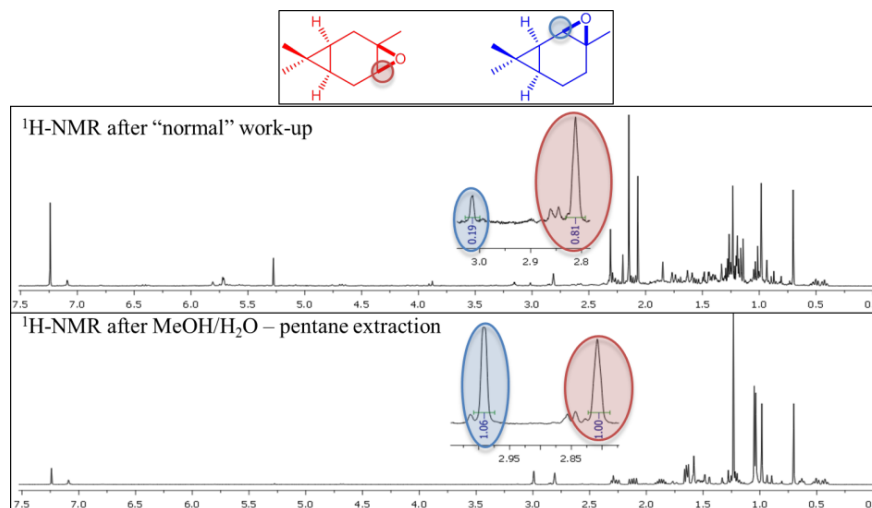 H
O
H
H
O
H
¹H-NMR after “normal” work-up
0.19
0.81
3.0 2.9 2.8
7.5 7.0 6.5 6.0 5.5 5.0 4.5 4.0 3.5 3.0 2.5 2.0 1.5 1.0 0.5 0.0
¹H-NMR after MeOH/H₂O – pentane extraction
1.06
1.00
2.95 2.85
7.5 7.0 6.5 6.0 5.5 5.0 4.5 4.0 3.5 3.0 2.5 2.0 1.5 1.0 0.5 0.0